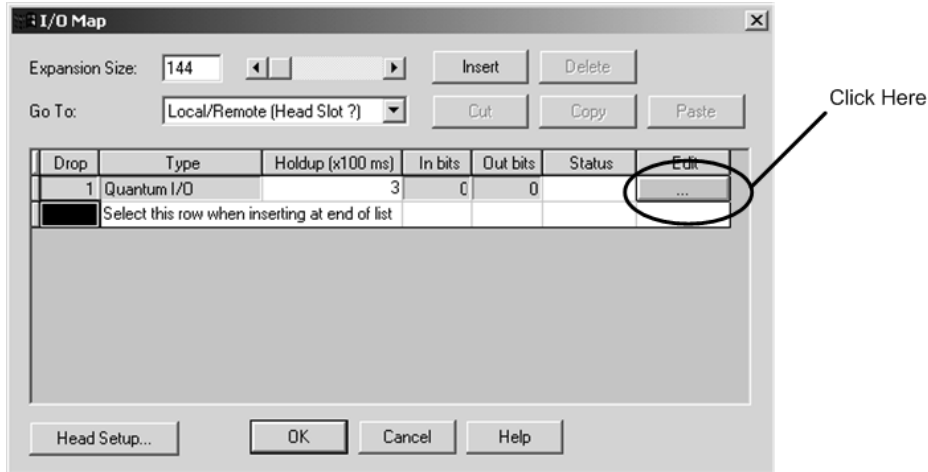 I/O Map
Expansion Size: 144 Insert Delete
Go To: Local/Remote (Head Slot ?) Cut Copy Paste
Click Here
Drop Type Holdup (x100 ms) In bits Out bits Status Edit
1 Quantum I/O 3 0 0 ...
Select this row when inserting at end of list
Head Setup... OK Cancel Help